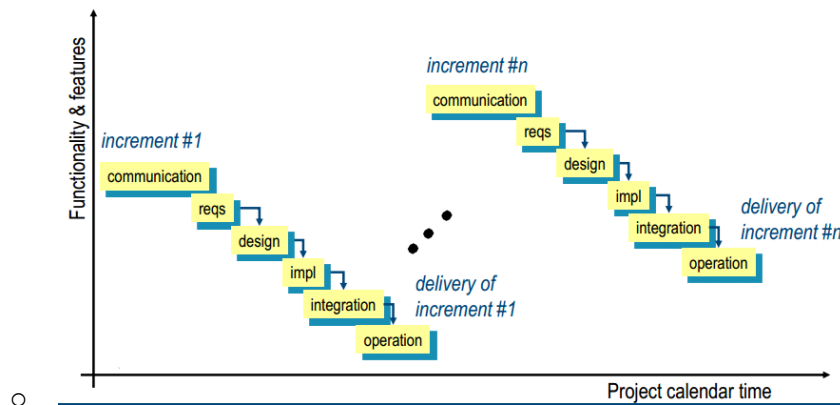 Functionality & features
increment #1
communication
reqs
design
impl
integration
operation
delivery of
increment #1
increment #n
communication
reqs
design
impl
integration
operation
delivery of
increment #n
Project calendar time